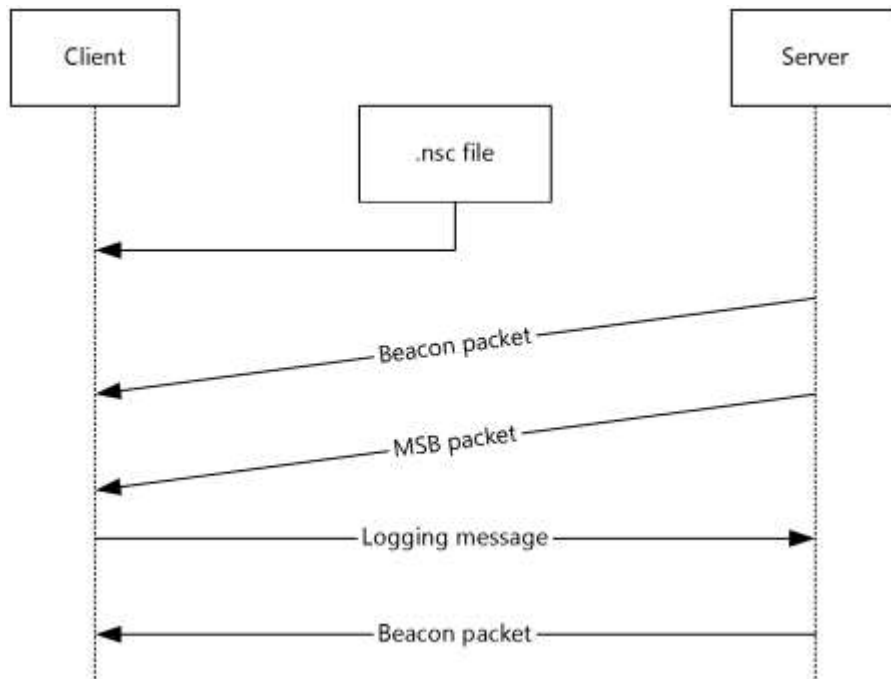 Client
Server
.nsc file
Beacon packet
MSB packet
Logging message
Beacon packet